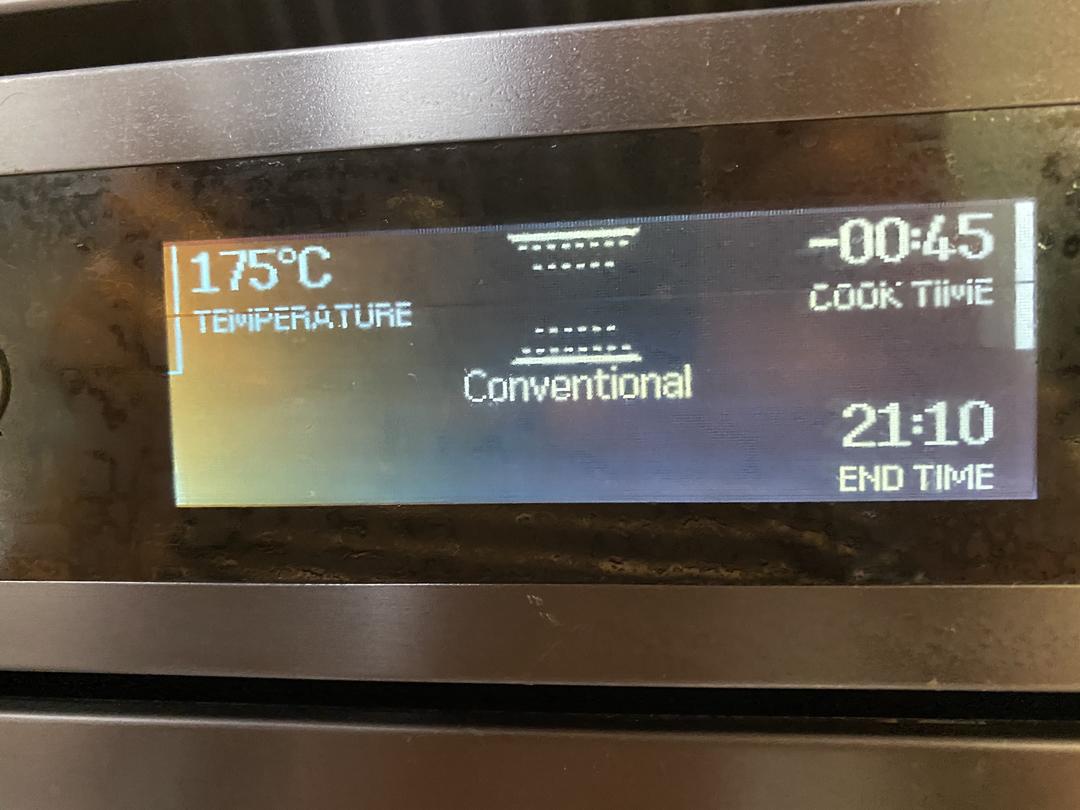 175°C
TEMPERATURE
Conventional
-00:45
COOK TIME
21:10
END TIME